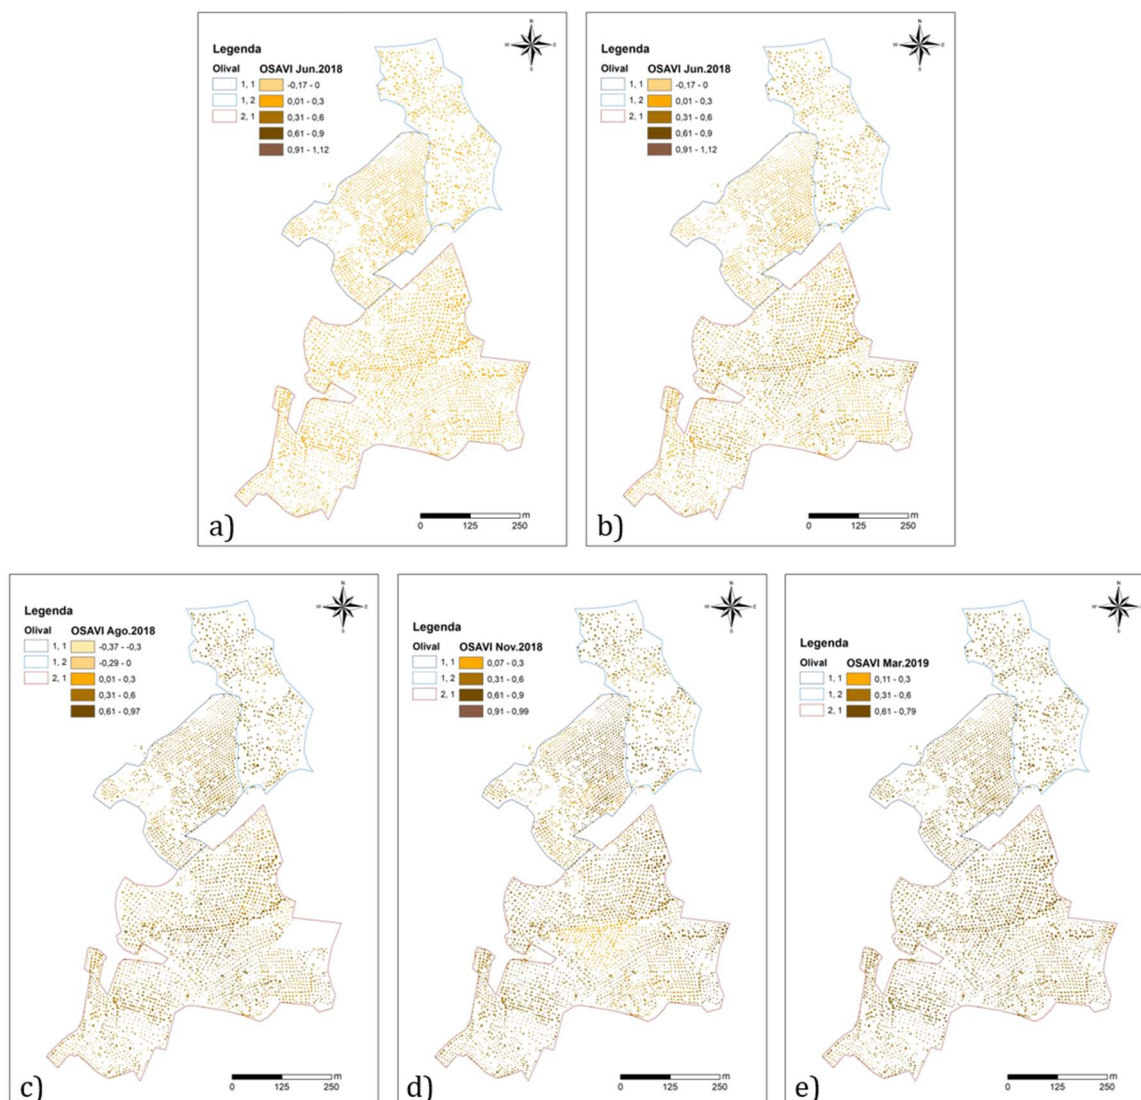 N
W E
S
Legenda
Olival OSAVI Jun.2018
1, 1 -0,17 - 0
1, 2 0,01 - 0,3
2, 1 0,31 - 0,6
0,61 - 0,9
0,91 - 1,12
m
0 125 250
a)
N
W E
S
Legenda
Olival OSAVI Jun.2018
1, 1 -0,17 - 0
1, 2 0,01 - 0,3
2, 1 0,31 - 0,6
0,61 - 0,9
0,91 - 1,12
m
0 125 250
b)
N
W E
S
Legenda
Olival OSAVI Ago.2018
1, 1 -0,37 - -0,3
1, 2 -0,29 - 0
2, 1 0,01 - 0,3
0,31 - 0,6
0,61 - 0,97
m
0 125 250
c)
N
W E
S
Legenda
Olival OSAVI Nov.2018
1, 1 0,07 - 0,3
1, 2 0,31 - 0,6
2, 1 0,61 - 0,9
0,91 - 0,99
m
0 125 250
d)
N
W E
S
Legenda
Olival OSAVI Mar.2019
1, 1 0,11 - 0,3
1, 2 0,31 - 0,6
2, 1 0,61 - 0,79
m
0 125 250
e)